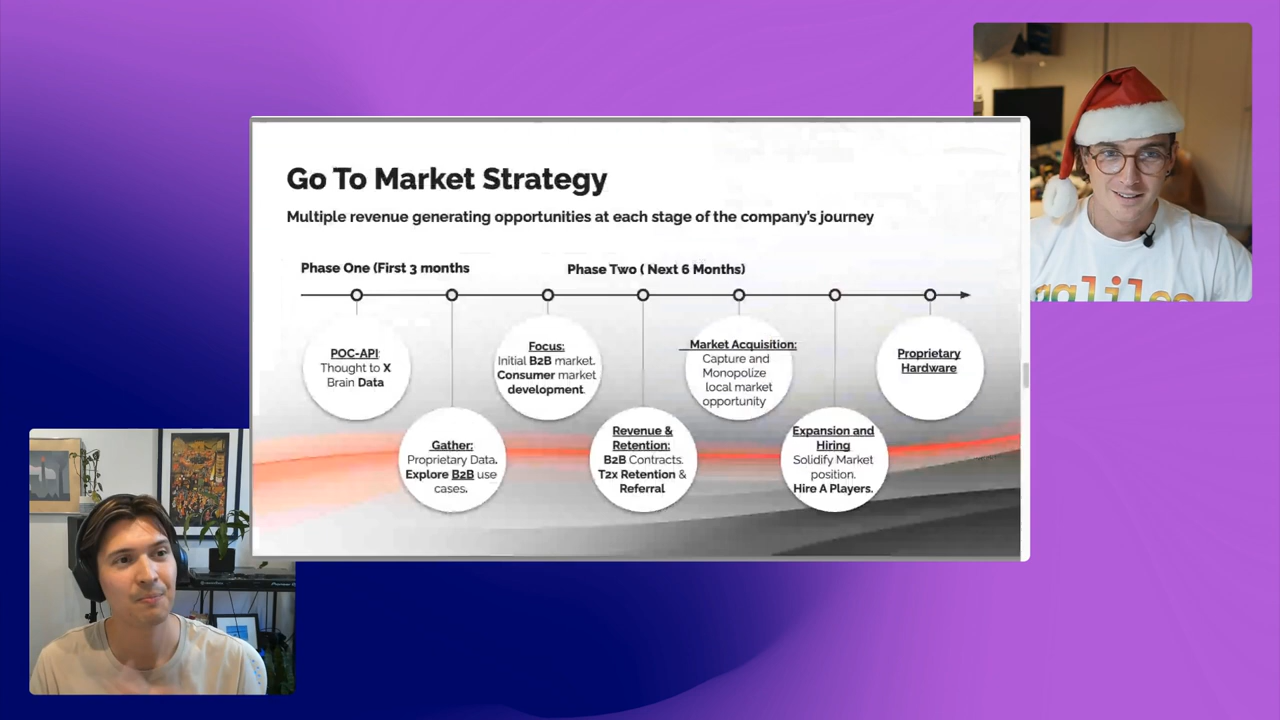 Go To Market Strategy
Multiple revenue generating opportunities at each stage of the company's journey
Phase One (First 3 months
Phase Two ( Next 6 Months)
POC-API:
Thought to X
Brain Data
Gather:
Proprietary Data.
Explore B2B use
cases.
Focus:
Initial B2B market.
Consumer market
development.
Revenue &
Retention:
B2B Contracts.
T2x Retention &
Referral
Market Acquisition:
Capture and
Monopolize
local market
opportunity
Expansion and
Hiring
Solidify Market
position.
Hire A Players.
Proprietary
Hardware
galileo